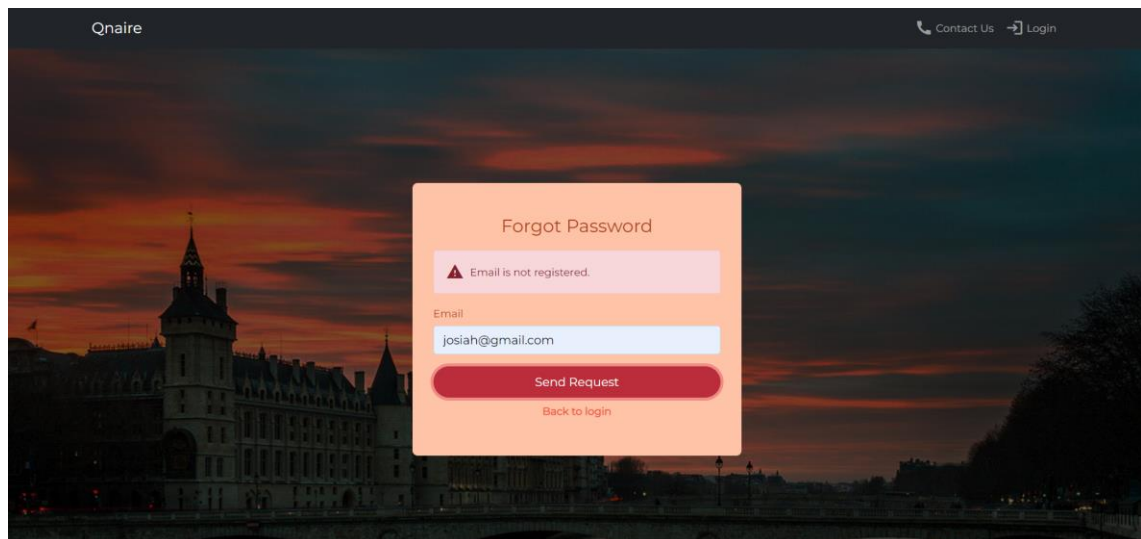 Qnaire
Contact Us
Login
Forgot Password
Email is not registered.
Email
josiah@gmail.com
Send Request
Back to login